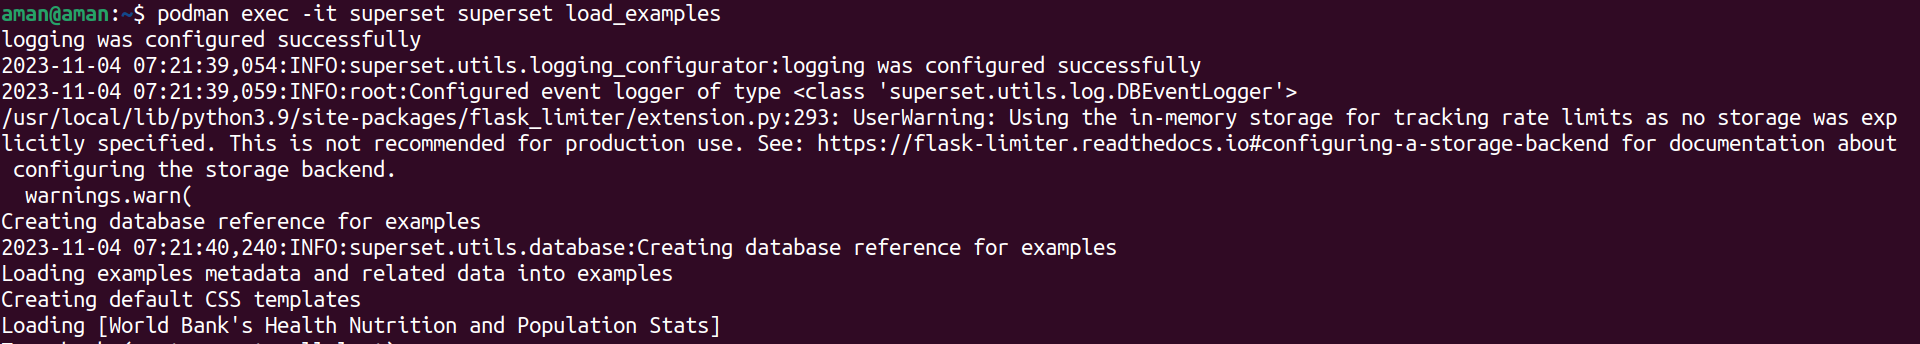 aman@aman:~$ podman exec -it superset superset load_examples
logging was configured successfully
2023-11-04 07:21:39,054:INFO:superset.utils.logging_configurator:logging was configured successfully
2023-11-04 07:21:39,059:INFO:root:Configured event logger of type <class 'superset.utils.log.DBEventLogger'>
/usr/local/lib/python3.9/site-packages/flask_limiter/extension.py:293: UserWarning: Using the in-memory storage for tracking rate limits as no storage was exp
licitly specified. This is not recommended for production use. See: https://flask-limiter.readthedocs.io#configuring-a-storage-backend for documentation about
 configuring the storage backend.
  warnings.warn(
Creating database reference for examples
2023-11-04 07:21:40,240:INFO:superset.utils.database:Creating database reference for examples
Loading examples metadata and related data into examples
Creating default CSS templates
Loading [World Bank's Health Nutrition and Population Stats]